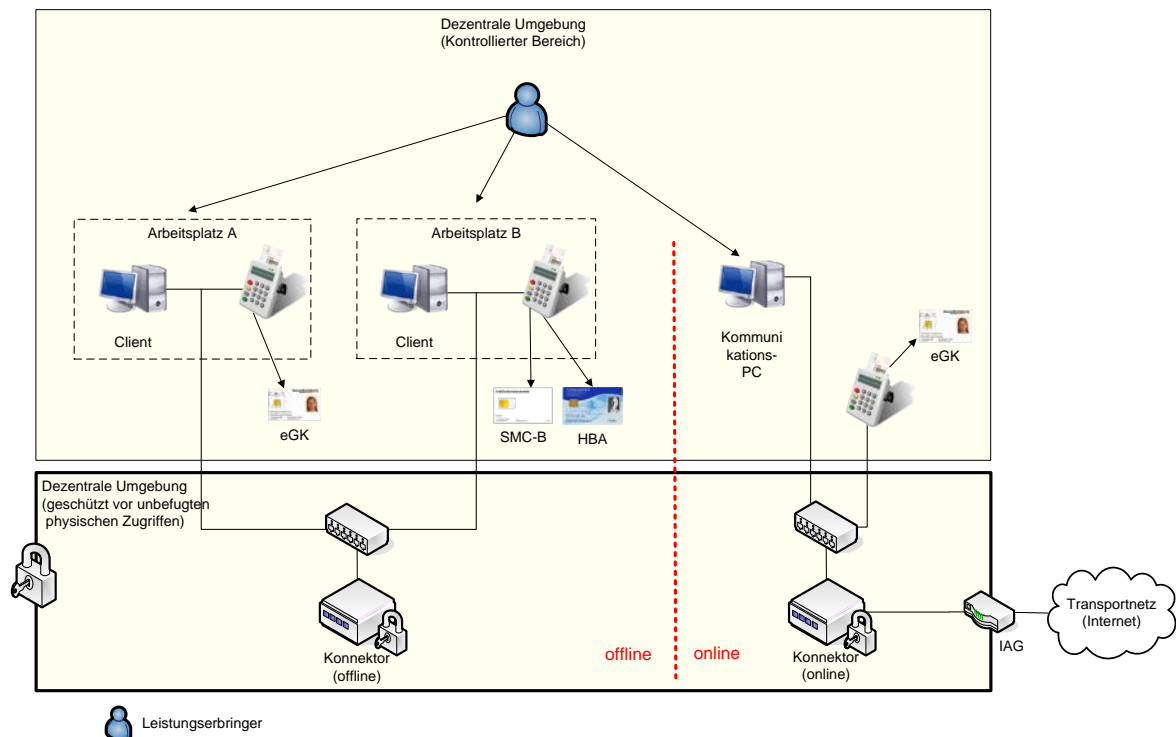 Dezentrale Umgebung
(Kontrollierter Bereich)
Arbeitsplatz A
Arbeitsplatz B
Client
Client
Kommuni
kations-
PC
eGK
eGK
SMC-B
HBA
Dezentrale Umgebung
(geschützt vor unbefugten
physischen Zugriffen)
Konnektor
(offline)
offline
online
Konnektor
(online)
IAG
Transportnetz
(Internet)
Leistungserbringer